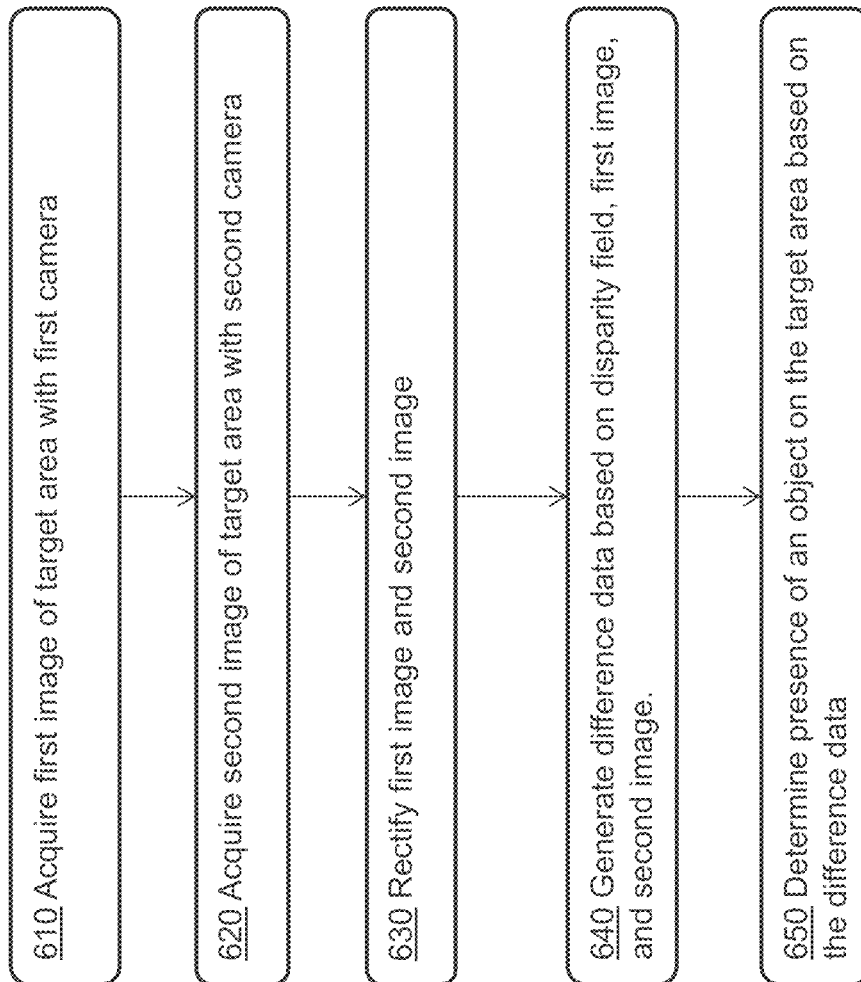 610 Acquire first image of target area with first camera
620 Acquire second image of target area with second camera
630 Rectify first image and second image
640 Generate difference data based on disparity field, first image,
and second image.
650 Determine presence of an object on the target area based on
the difference data